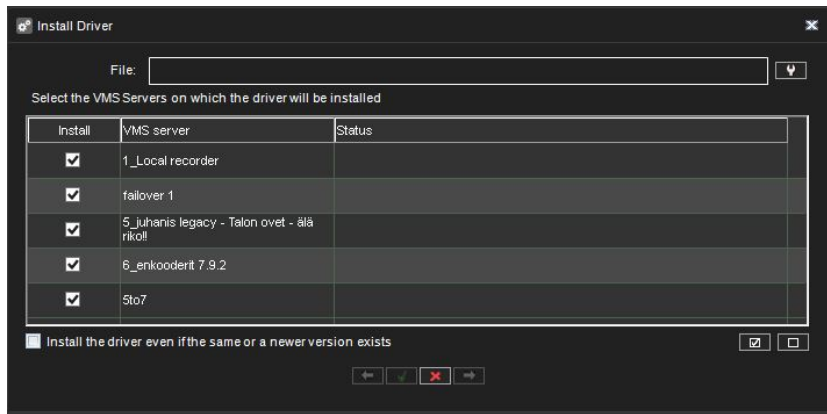 Install Driver
File:
Select the VMS Servers on which the driver will be installed
Install VMS server Status
1_Local recorder
failover 1
5_juhanis legacy - Talon ovet - älä
riko!!
6_enkooderit 7.9.2
5to7
Install the driver even if the same or a newer version exists